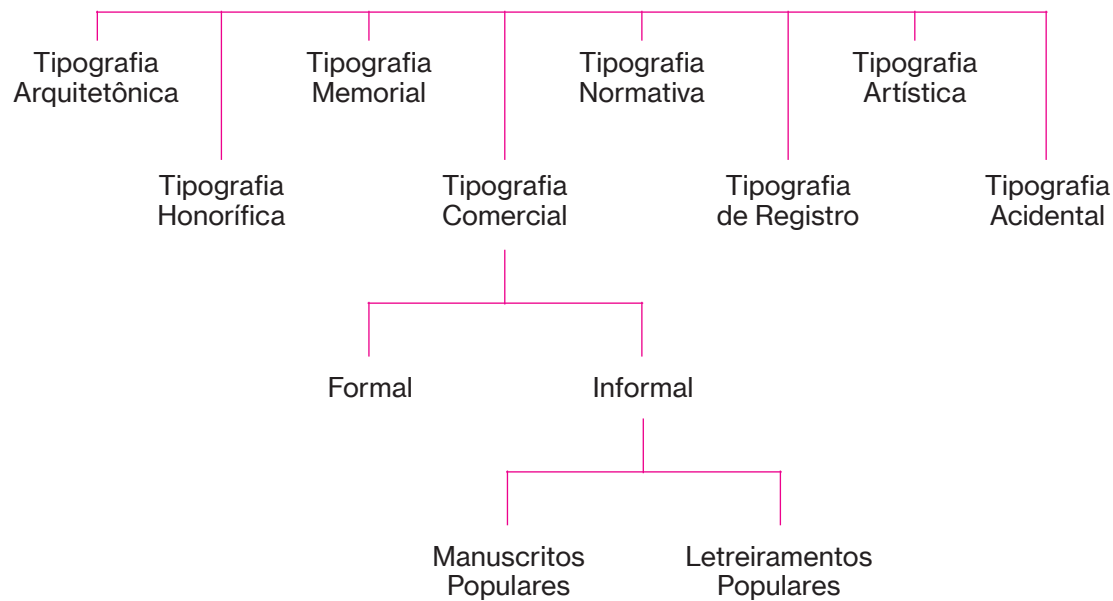 Tipografia
Arquitetônica
Tipografia
Memorial
Tipografia
Normativa
Tipografia
Artística
Tipografia
Honorífica
Tipografia
Comercial
Tipografia
de Registro
Tipografia
Acidental
Formal
Informal
Manuscritos
Populares
Letreiramentos
Populares